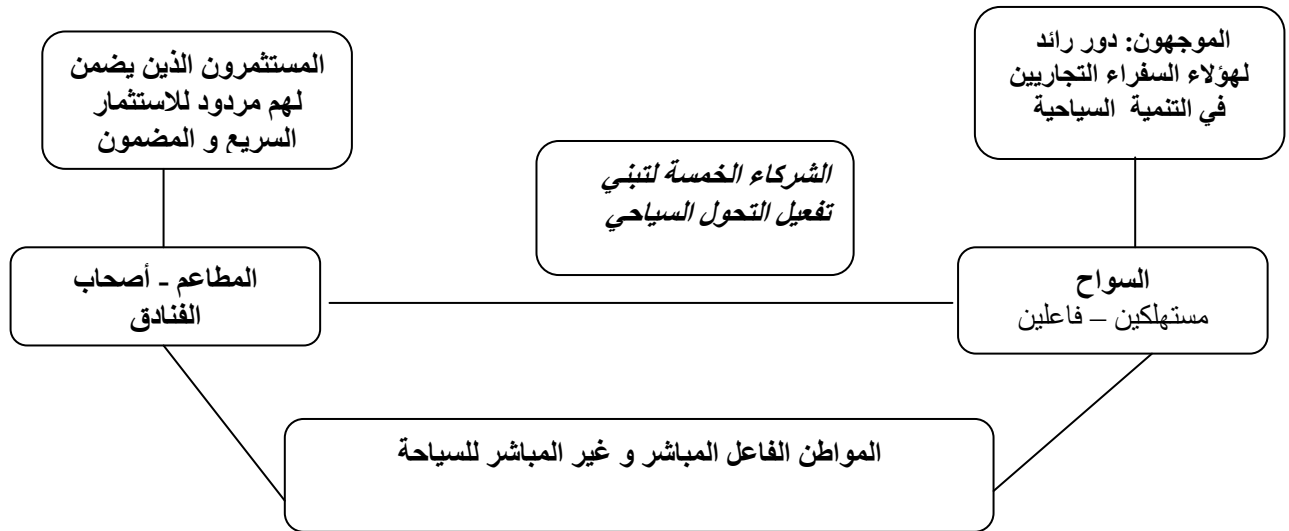 الموجهون: دور رائد
لهؤلاء السفراء التجاريين
في التنمية السياحية
المستثمرون الذين يضمن
لهم مردود للاستثمار
السريع و المضمون
الشركاء الخمسة لتبني
تفعيل التحول السياحي
السواح
مستهلكين – فاعلين
المطاعم - أصحاب
الفنادق
المواطن الفاعل المباشر و غير المباشر للسياحة